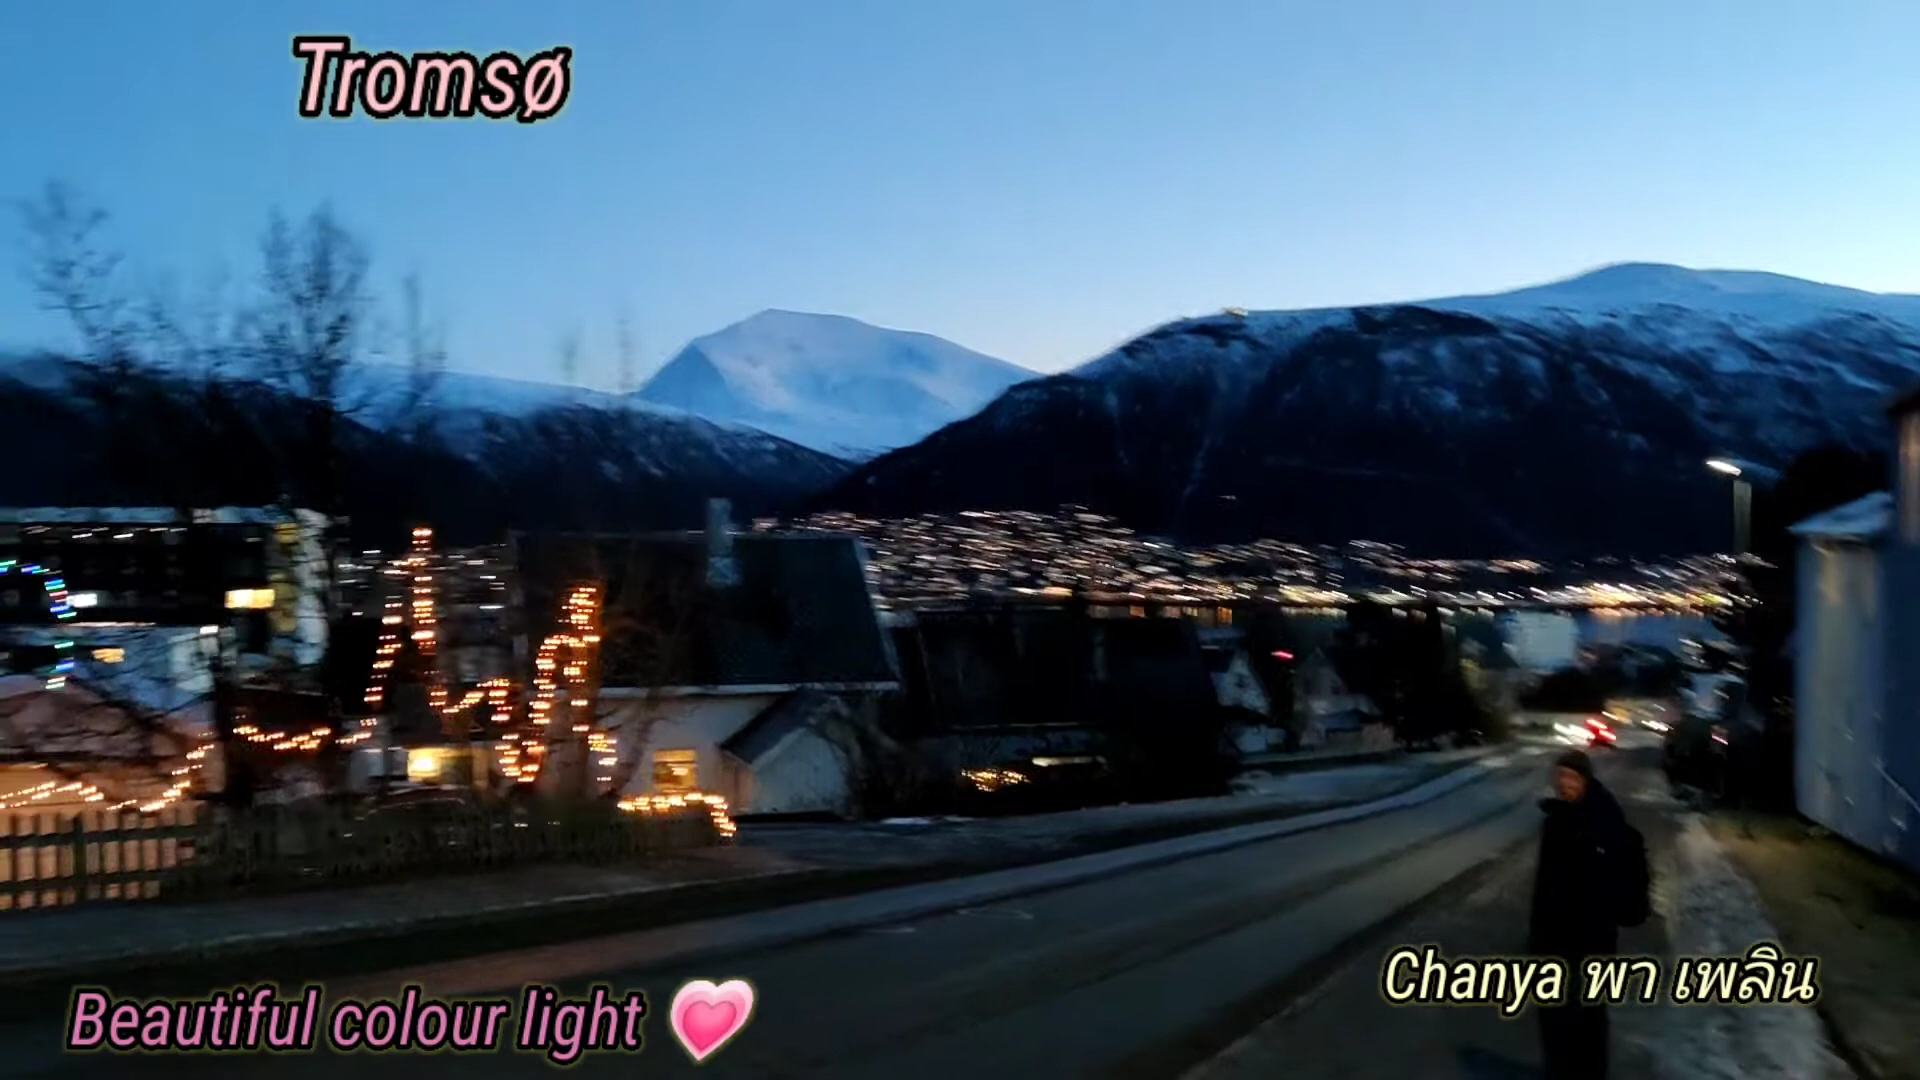 Tromsø
Chanya พา เพลิน
Beautiful colour light